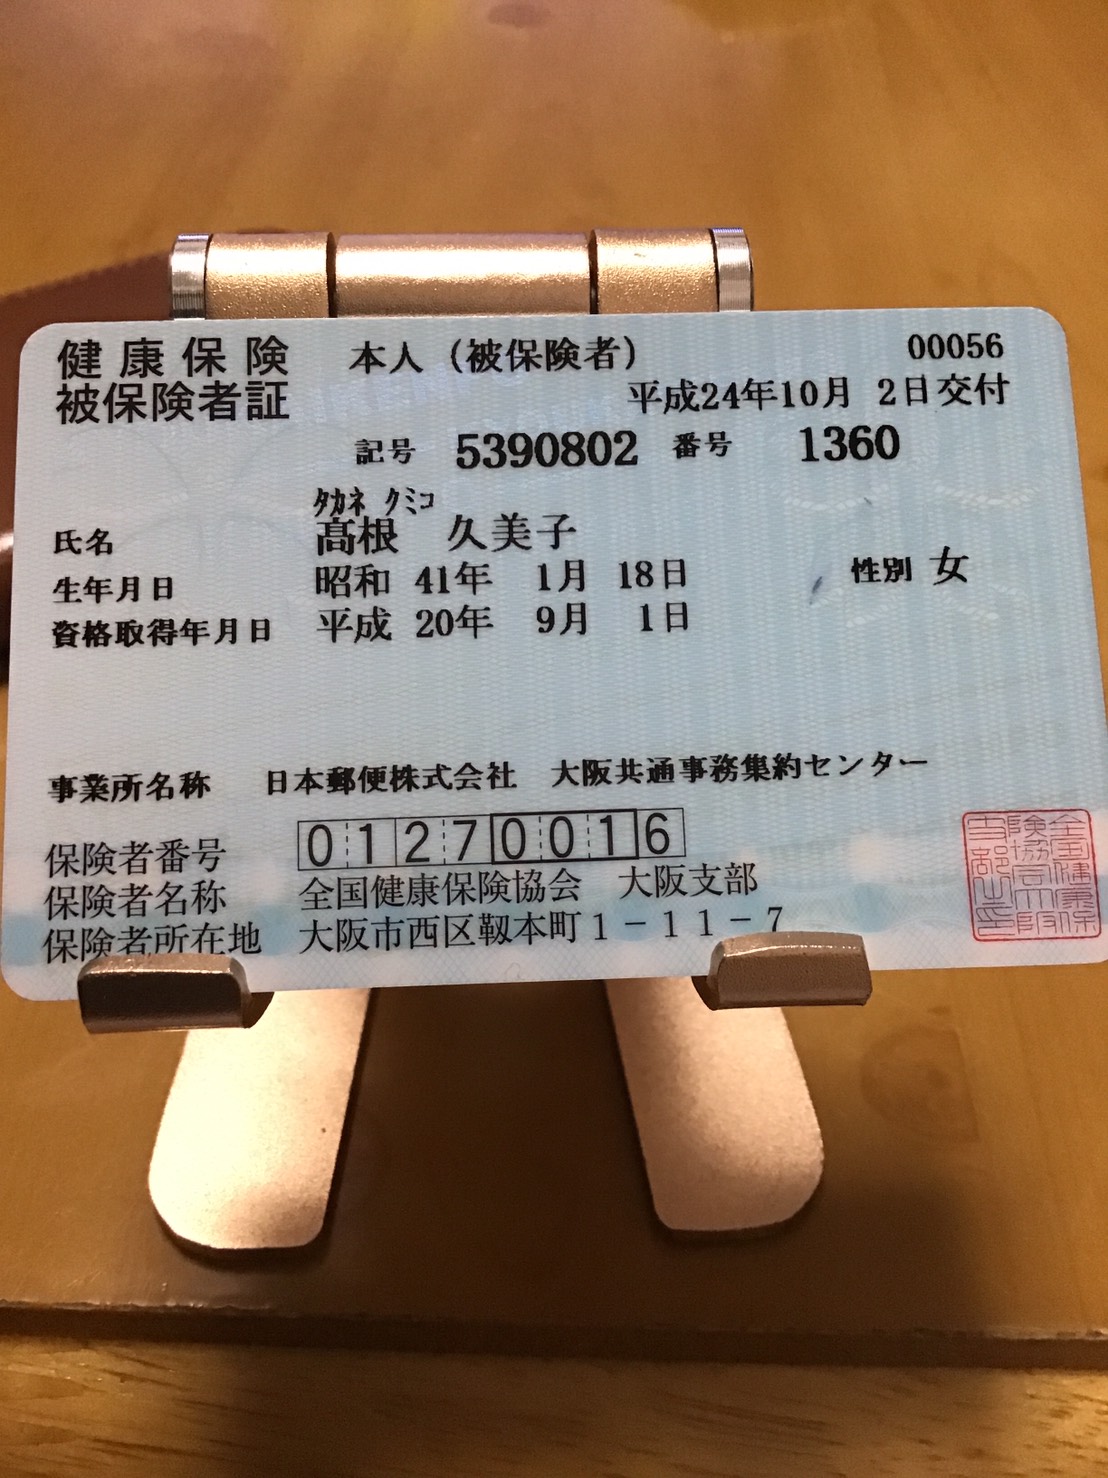 健康保険 本人（被保険者） 00056
被保険者証 平成24年10月 2日交付
記号 5390802 番号 1360
ﾀｶﾈ ｸﾐｺ
氏名 髙根 久美子
生年月日 昭和 41年 1月 18日 性別 女
資格取得年月日 平成 20年 9月 1日
事業所名称 日本郵便株式会社 大阪共通事務集約センター
保険者番号 01270016
保険者名称 全国健康保険協会 大阪支部
保険者所在地 大阪市西区靱本町１－１１－７